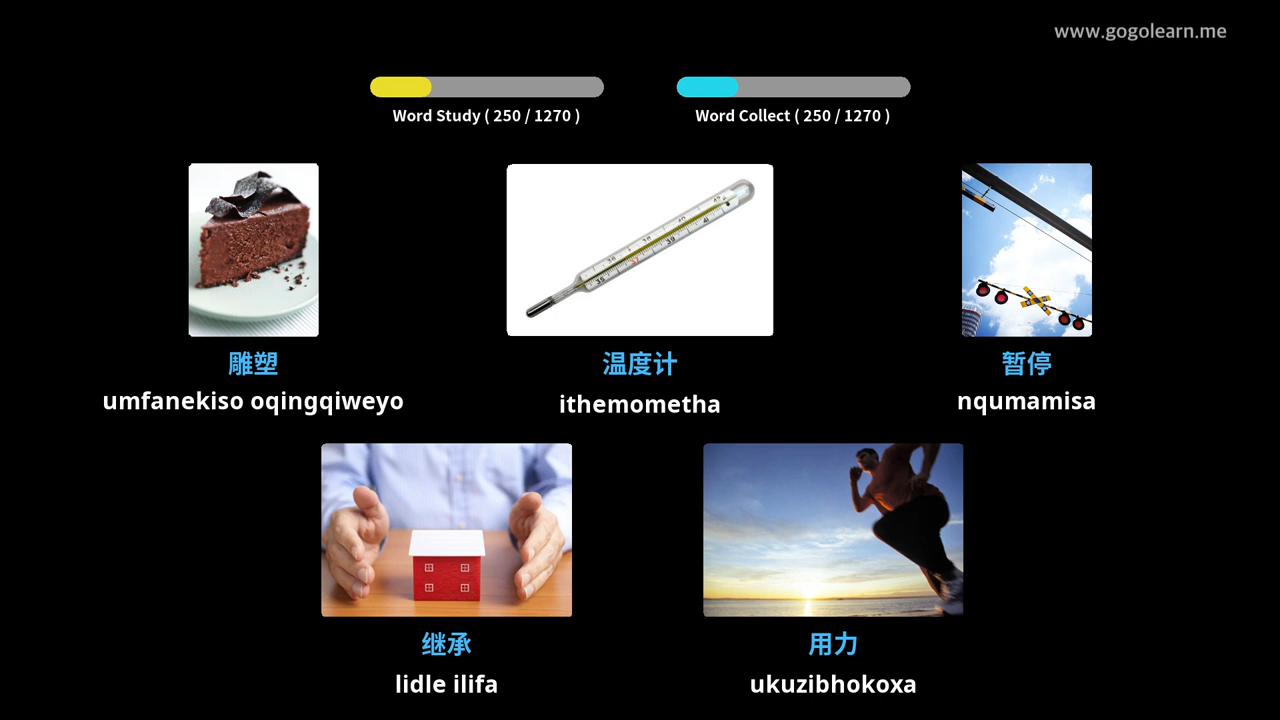 www.gogolearn.me
Word Study ( 250 / 1270 )
Word Collect ( 250 / 1270 )
雕塑
umfanekiso oqingqiweyo
温度计
ithemometha
暂停
nqumamisa
继承
lidle ilifa
用力
ukuzibhokoxa